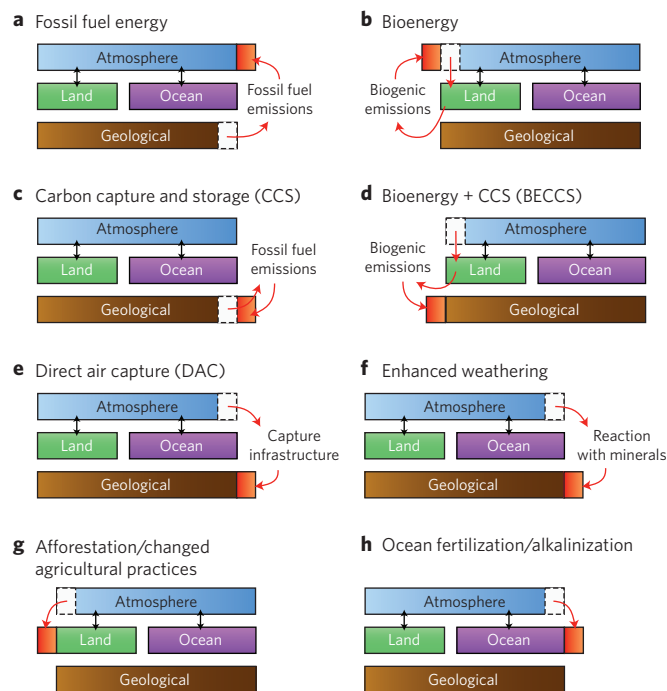 a Fossil fuel energy
Atmosphere
Land
Ocean
Fossil fuel
emissions
Geological
b Bioenergy
Atmosphere
Biogenic
emissions
Land
Ocean
Geological
c Carbon capture and storage (CCS)
Atmosphere
Land
Ocean
Fossil fuel
emissions
Geological
d Bioenergy + CCS (BECCS)
Atmosphere
Biogenic
emissions
Land
Ocean
Geological
e Direct air capture (DAC)
Atmosphere
Land
Ocean
Capture
infrastructure
Geological
f Enhanced weathering
Atmosphere
Land
Ocean
Reaction
with minerals
Geological
g Afforestation/changed
agricultural practices
Atmosphere
Land
Ocean
Geological
h Ocean fertilization/alkalinization
Atmosphere
Land
Ocean
Geological